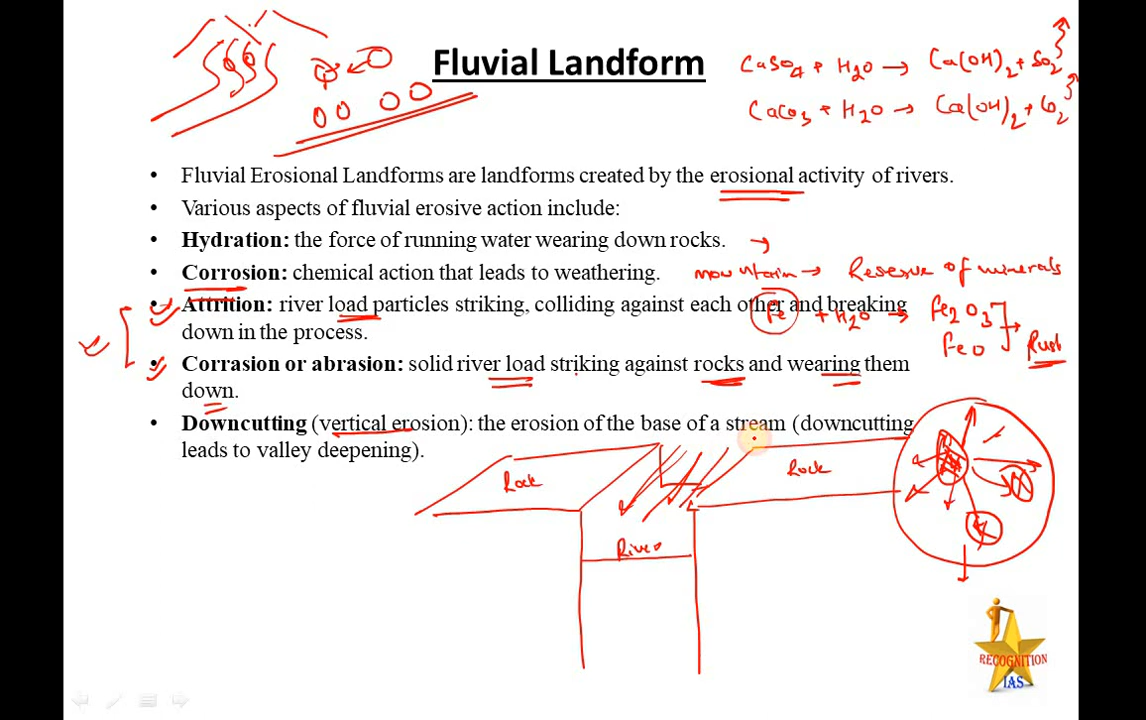 Fluvial Landform
CaSO4 + H2O → Ca(OH)2 + SO2↑
CaCO3 + H2O → Ca(OH)2 + CO2↑
• Fluvial Erosional Landforms are landforms created by the erosional activity of rivers.
• Various aspects of fluvial erosive action include:
• Hydration: the force of running water wearing down rocks. →
• Corrosion: chemical action that leads to weathering.
mountain → Reserve of minerals
• Attrition: river load particles striking, colliding against each other and breaking
down in the process.
Fe + H2O → Fe2O3
FeO
Rust
• Corrasion or abrasion: solid river load striking against rocks and wearing them
down.
• Downcutting (vertical erosion): the erosion of the base of a stream (downcutting
leads to valley deepening).
Rock
Rock
River
RECOGNITION
IAS